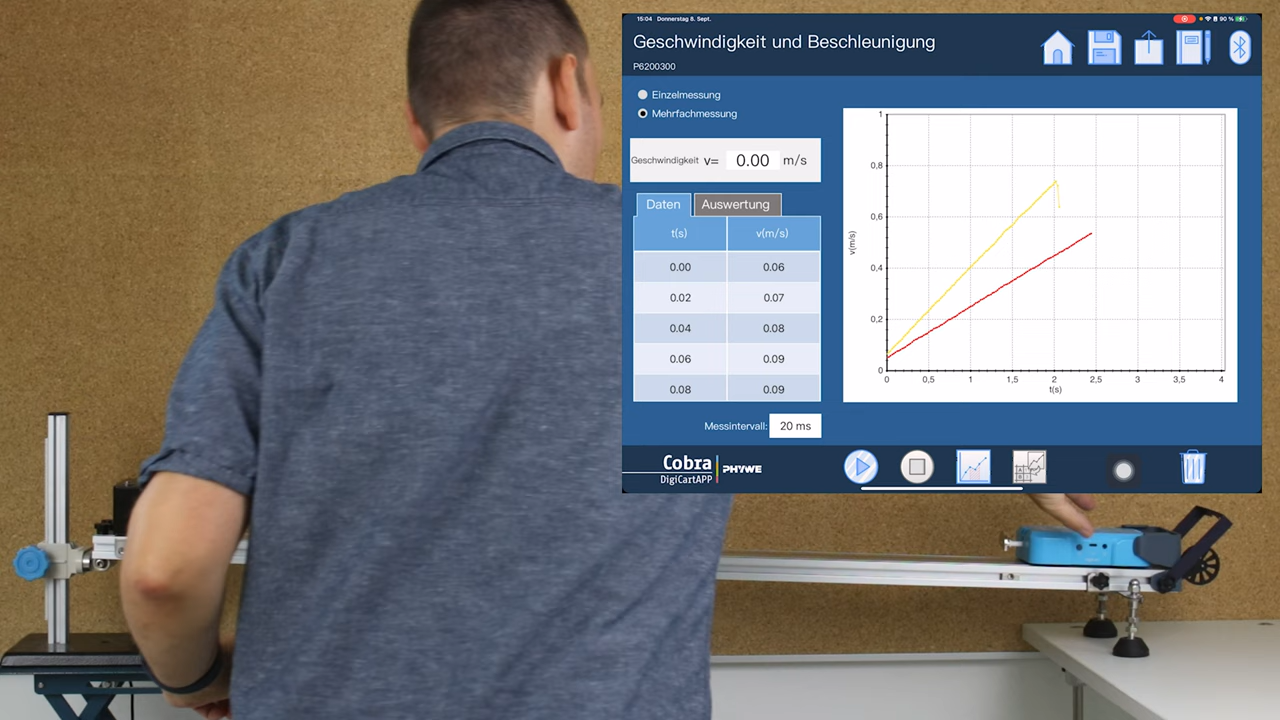 15:04 Donnerstag 8. Sept.
90 %
Geschwindigkeit und Beschleunigung
P6200300
Einzelmessung
Mehrfachmessung
Geschwindigkeit v= 0.00 m/s
Daten Auswertung
t(s) v(m/s)
0.00 0.06
0.02 0.07
0.04 0.08
0.06 0.09
0.08 0.09
Messintervall: 20 ms
v(m/s)
1
0,8
0,6
0,4
0,2
0
0 0,5 1 1,5 2 2,5 3 3,5 4
t(s)
Cobra
DigiCartAPP
PHYWE